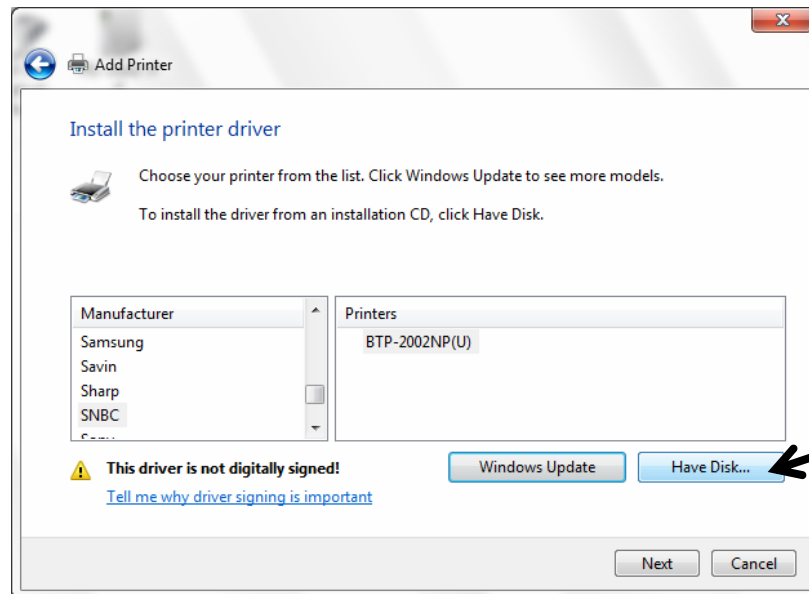 Add Printer
Install the printer driver
Choose your printer from the list. Click Windows Update to see more models.
To install the driver from an installation CD, click Have Disk.
Manufacturer
Samsung
Savin
Sharp
SNBC
Printers
BTP-2002NP(U)
This driver is not digitally signed!
Tell me why driver signing is important
Windows Update
Have Disk...
Next
Cancel